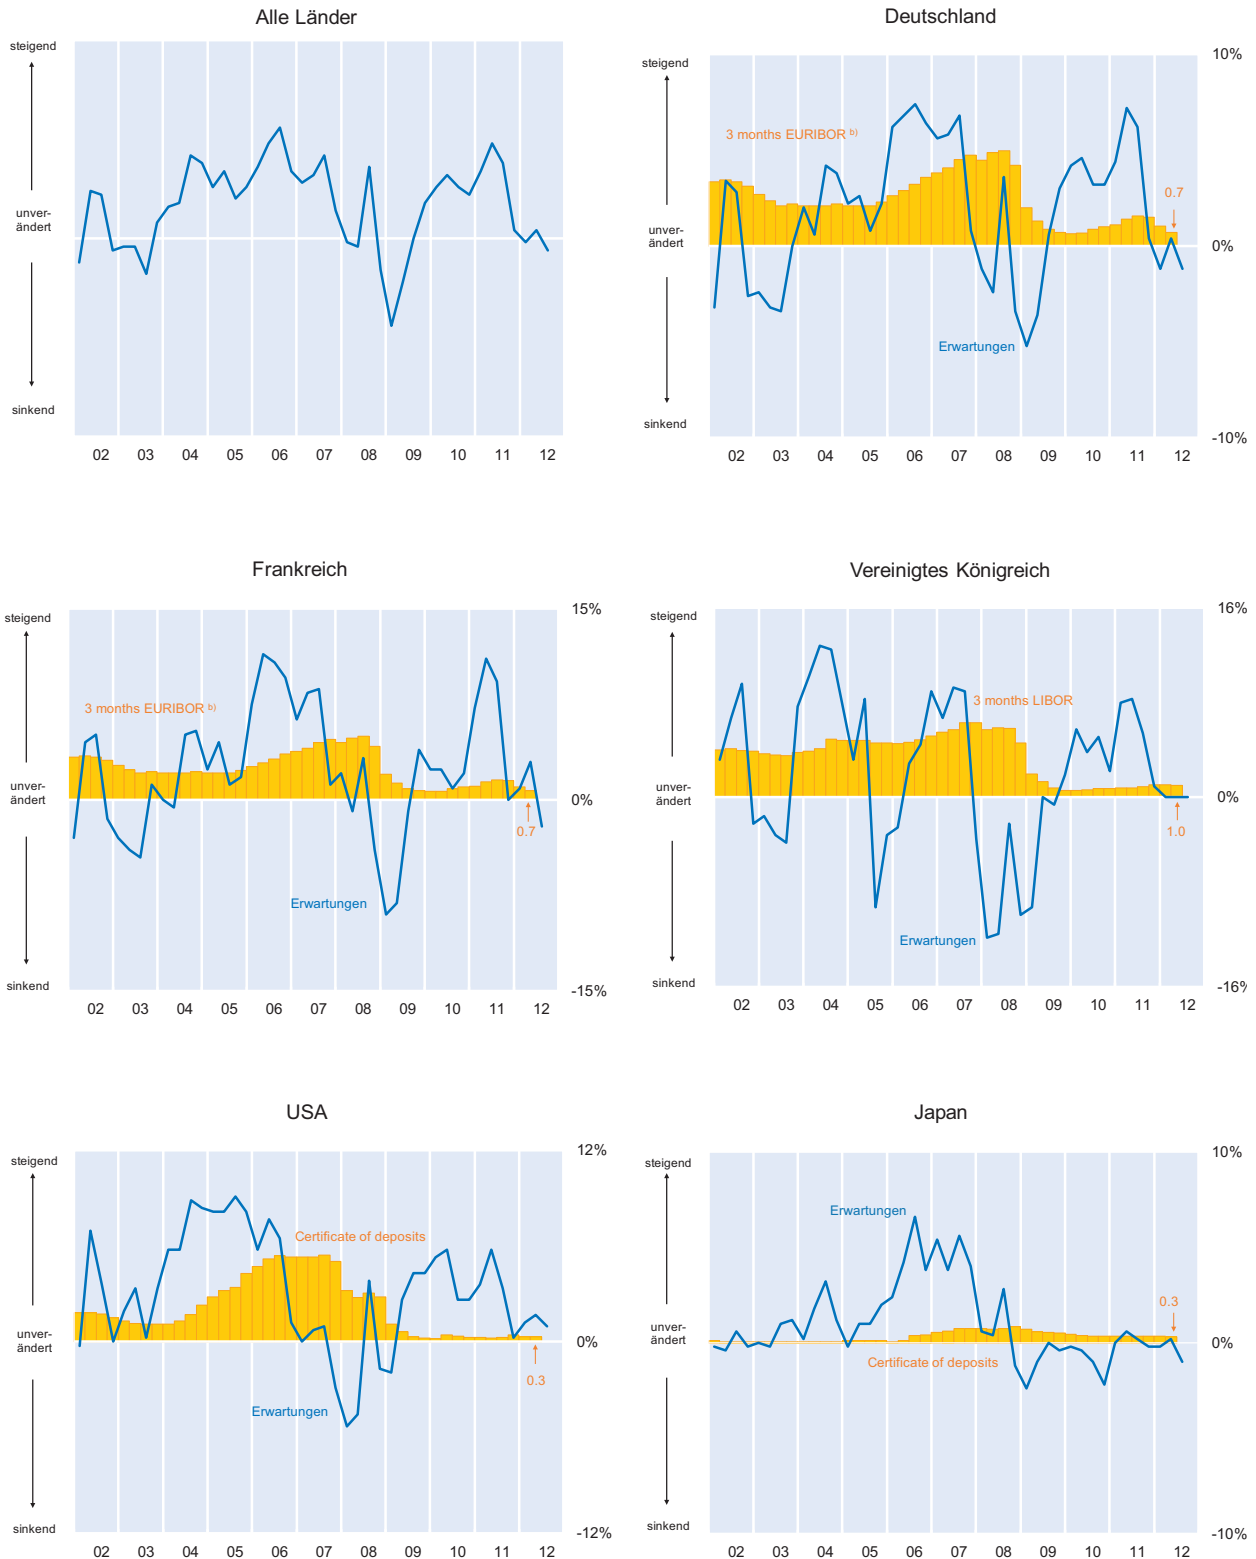 Alle Länder
steigend
unver-
ändert
sinkend
02 03 04 05 06 07 08 09 10 11 12
Deutschland
10%
steigend
3 months EURIBOR b)
0.7
unver-
ändert
0%
Erwartungen
sinkend
-10%
02 03 04 05 06 07 08 09 10 11 12
Frankreich
15%
steigend
3 months EURIBOR b)
unver-
ändert
0%
0.7
Erwartungen
sinkend
-15%
02 03 04 05 06 07 08 09 10 11 12
Vereinigtes Königreich
16%
steigend
3 months LIBOR
unver-
ändert
0%
1.0
Erwartungen
sinkend
-16%
02 03 04 05 06 07 08 09 10 11 12
USA
12%
steigend
Certificate of deposits
unver-
ändert
0%
0.3
Erwartungen
sinkend
-12%
02 03 04 05 06 07 08 09 10 11 12
Japan
10%
steigend
Erwartungen
0.3
unver-
ändert
0%
Certificate of deposits
sinkend
-10%
02 03 04 05 06 07 08 09 10 11 12